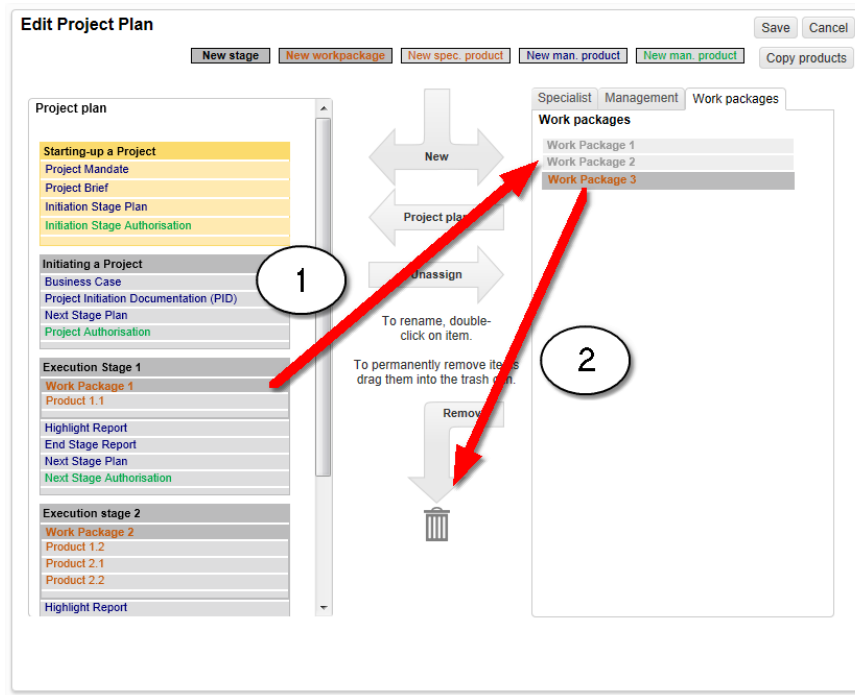 Edit Project Plan
Save Cancel
New stage New workpackage New spec. product New man. product New man. product Copy products
Project plan
Starting-up a Project
Project Mandate
Project Brief
Initiation Stage Plan
Initiation Stage Authorisation
Initiating a Project
Business Case
Project Initiation Documentation (PID)
Next Stage Plan
Project Authorisation
Execution Stage 1
Work Package 1
Product 1.1
Highlight Report
End Stage Report
Next Stage Plan
Next Stage Authorisation
Execution stage 2
Work Package 2
Product 1.2
Product 2.1
Product 2.2
Highlight Report
1
New
Project plan
Unassign
To rename, double-
click on item.
To permanently remove items
drag them into the trash can.
Remove
2
Specialist Management Work packages
Work packages
Work Package 1
Work Package 2
Work Package 3